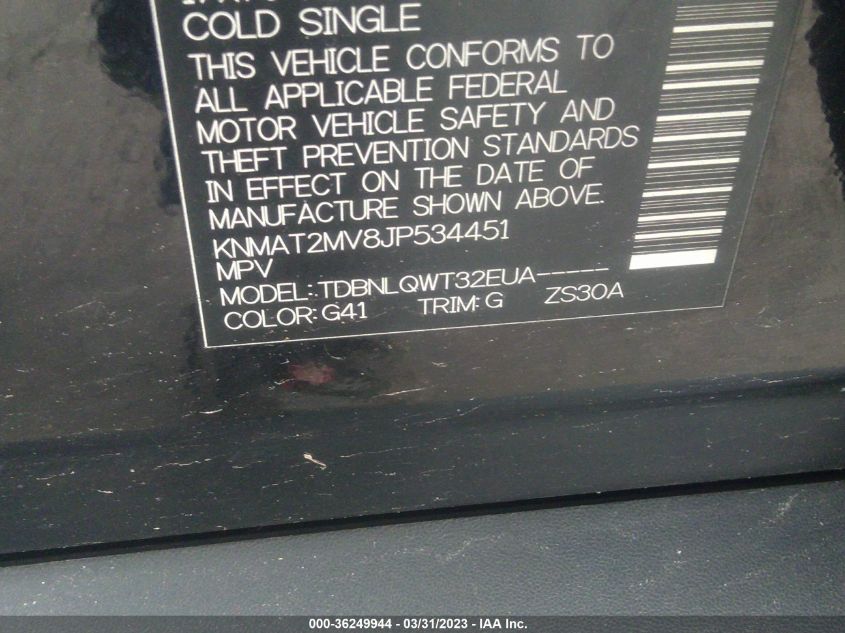 COLD SINGLE
THIS VEHICLE CONFORMS TO
ALL APPLICABLE FEDERAL
MOTOR VEHICLE SAFETY AND
THEFT PREVENTION STANDARDS
IN EFFECT ON THE DATE OF
MANUFACTURE SHOWN ABOVE.
KNMAT2MV8JP534451
MPV
MODEL:TDBNLQWT32EUA-----
COLOR:G41 TRIM:G ZS30A
000-36249944 - 03/31/2023 - IAA Inc.